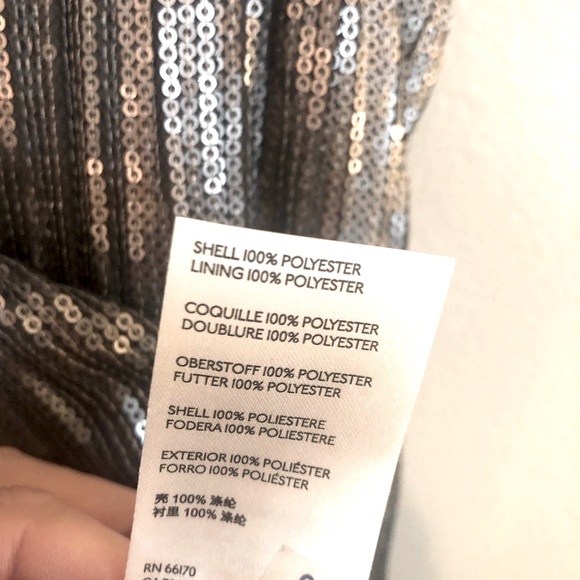 SHELL 100% POLYESTER
LINING 100% POLYESTER
COQUILLE 100% POLYESTER
DOUBLURE 100% POLYESTER
OBERSTOFF 100% POLYESTER
FUTTER 100% POLYESTER
SHELL 100% POLIESTERE
FODERA 100% POLIESTERE
EXTERIOR 100% POLIÉSTER
FORRO 100% POLIÉSTER
壳 100% 涤纶
衬里 100% 涤纶
RN 66170